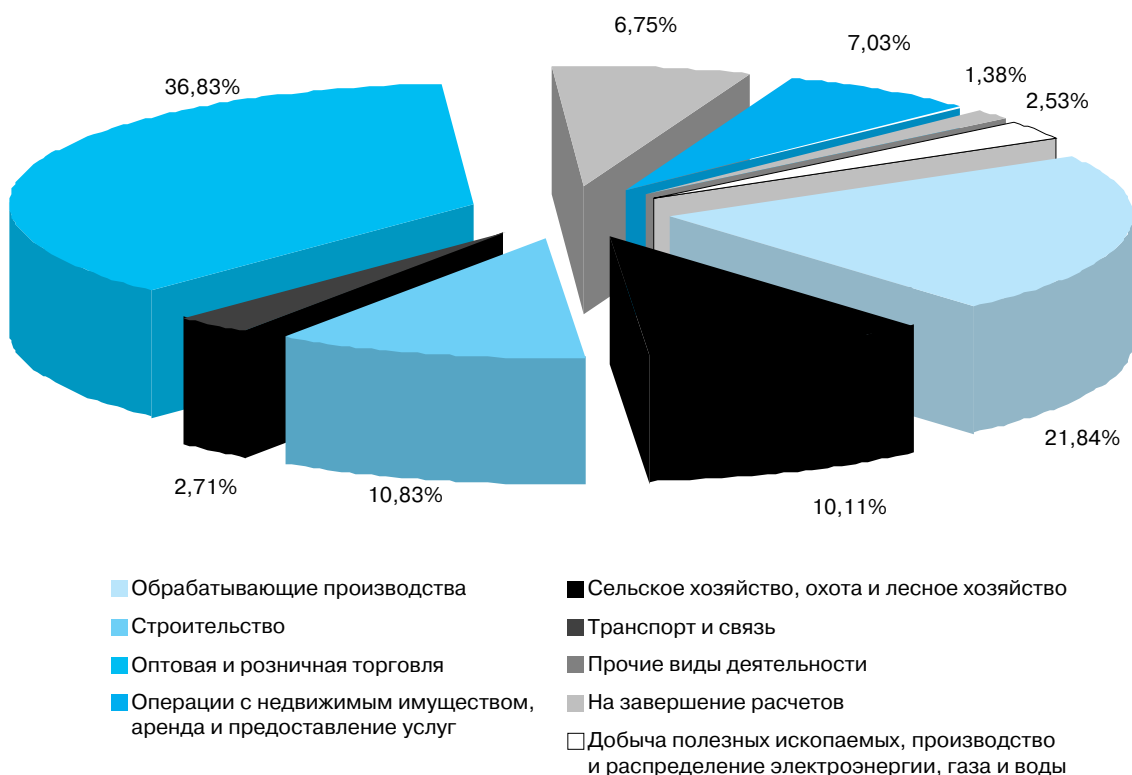 6,75%
7,03%
36,83%
1,38%
2,53%
21,84%
2,71%
10,83%
10,11%
Обрабатывающие производства
Строительство
Оптовая и розничная торговля
Операции с недвижимым имуществом,
аренда и предоставление услуг
Сельское хозяйство, охота и лесное хозяйство
Транспорт и связь
Прочие виды деятельности
На завершение расчетов
Добыча полезных ископаемых, производство
и распределение электроэнергии, газа и воды